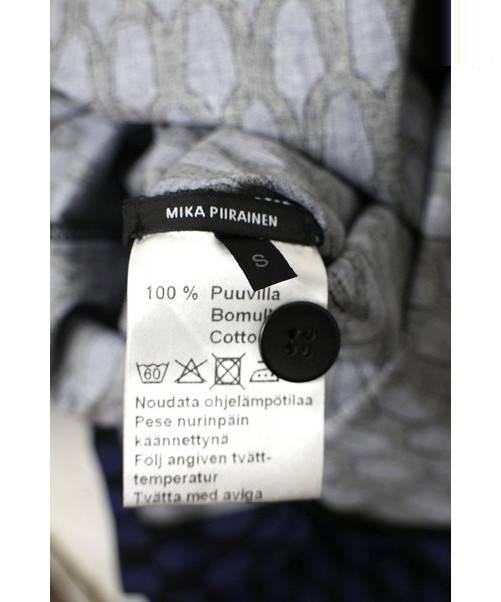 MIKA PIIRAINEN
S
100 % Puuvilla
Bomull
Cotto
60
Noudata ohjelämpötilaa
Pese nurinpäin
käännettynä
Följ angiven tvätt-
temperatur
Tvätta med aviga